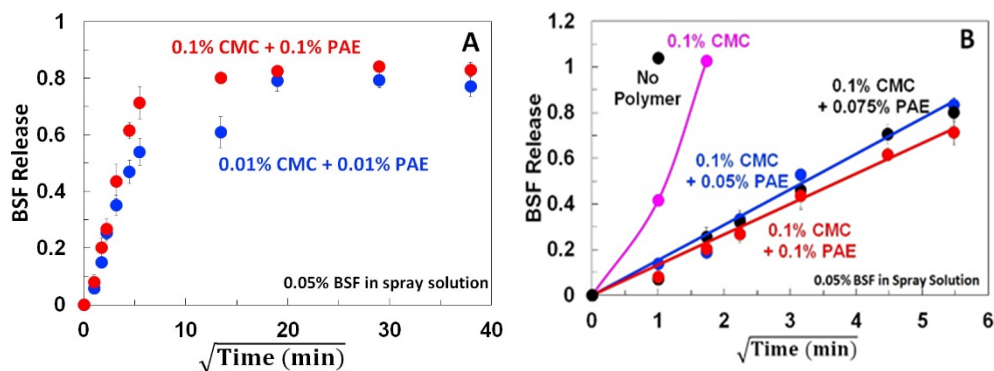 BSF Release
1
0.8
0.6
0.4
0.2
0
A
0.1% CMC + 0.1% PAE
0.01% CMC + 0.01% PAE
0.05% BSF in spray solution
0 10 20 30 40
√Time (min)
BSF Release
1.2
1
0.8
0.6
0.4
0.2
0
B
0.1% CMC
No
Polymer
0.1% CMC
+ 0.075% PAE
0.1% CMC
+ 0.05% PAE
0.1% CMC
+ 0.1% PAE
0.05% BSF in Spray Solution
0 1 2 3 4 5 6
√Time (min)